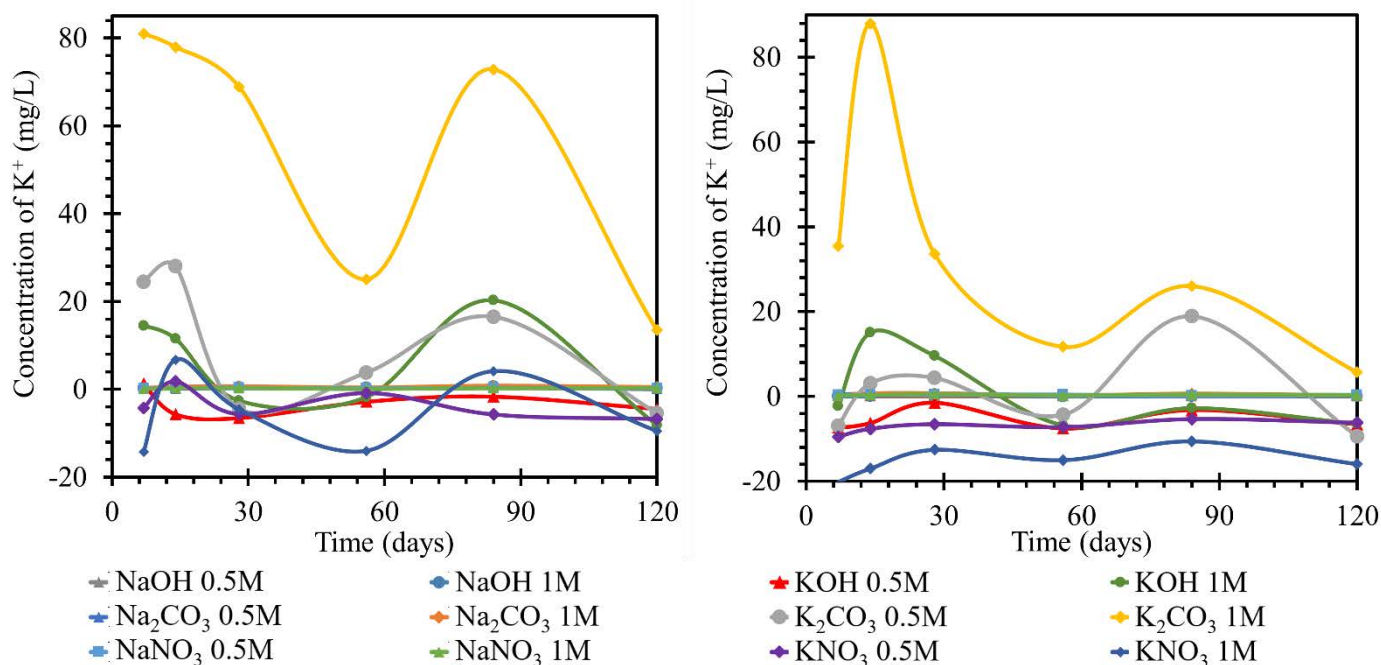 Concentration of K⁺ (mg/L)
80
60
40
20
0
-20
0 30 60 90 120
Time (days)
Concentration of K⁺ (mg/L)
80
60
40
20
0
-20
0 30 60 90 120
Time (days)
NaOH 0.5M NaOH 1M KOH 0.5M KOH 1M
Na₂CO₃ 0.5M Na₂CO₃ 1M K₂CO₃ 0.5M K₂CO₃ 1M
NaNO₃ 0.5M NaNO₃ 1M KNO₃ 0.5M KNO₃ 1M